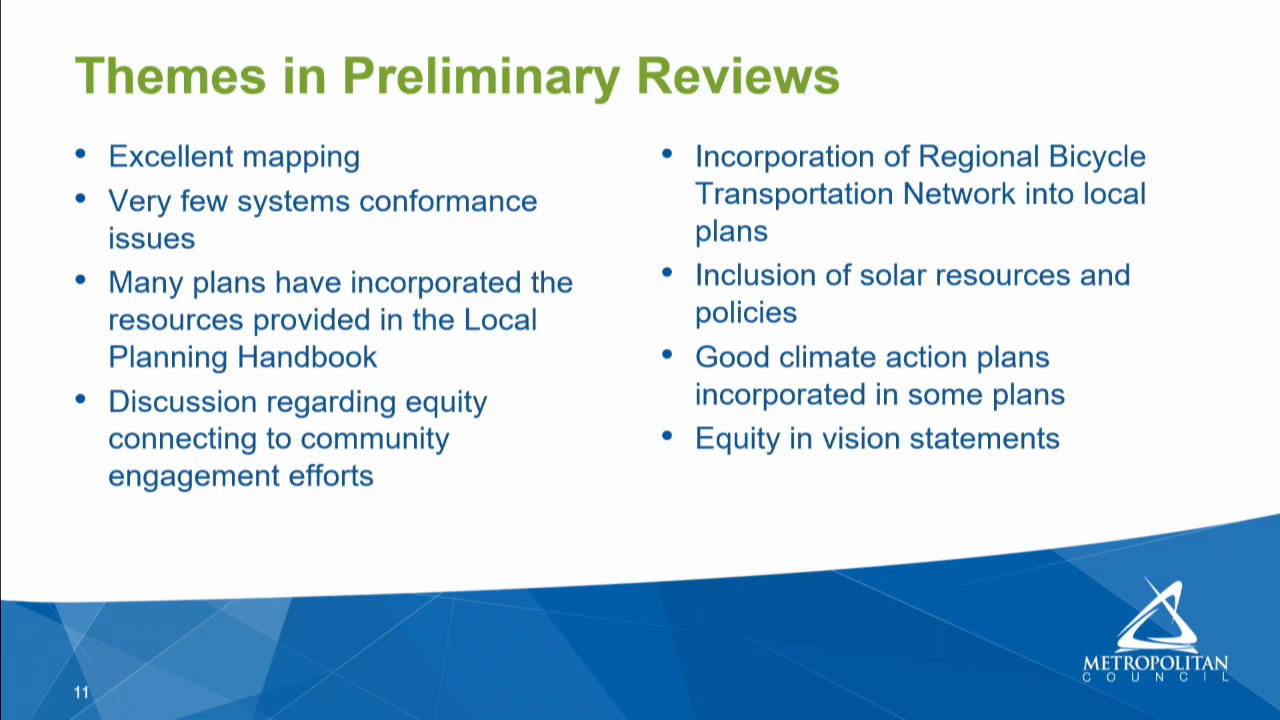 Themes in Preliminary Reviews
• Excellent mapping
• Very few systems conformance
issues
• Many plans have incorporated the
resources provided in the Local
Planning Handbook
• Discussion regarding equity
connecting to community
engagement efforts
• Incorporation of Regional Bicycle
Transportation Network into local
plans
• Inclusion of solar resources and
policies
• Good climate action plans
incorporated in some plans
• Equity in vision statements
11
METROPOLITAN
COUNCIL